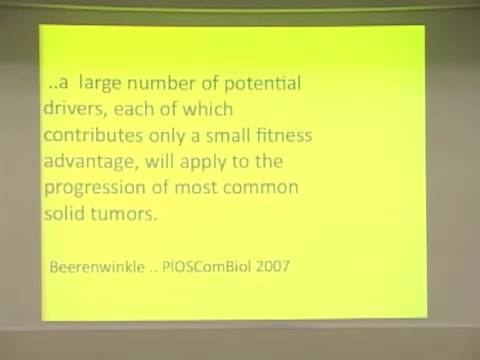 ..a large number of potential
drivers, each of which
contributes only a small fitness
advantage, will apply to the
progression of most common
solid tumors.
Beerenwinkle .. PlOSComBiol 2007